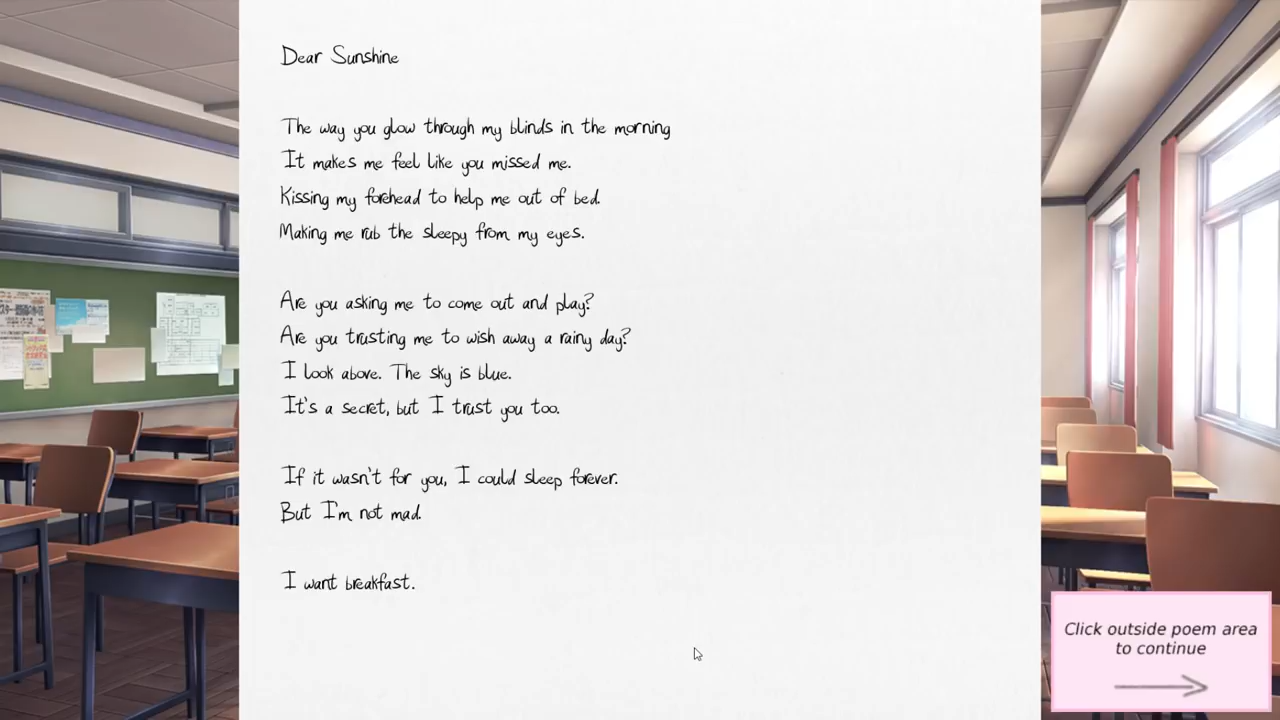 Dear Sunshine
The way you glow through my blinds in the morning
It makes me feel like you missed me.
Kissing my forehead to help me out of bed.
Making me rub the sleepy from my eyes.
Are you asking me to come out and play?
Are you trusting me to wish away a rainy day?
I look above. The sky is blue.
It's a secret, but I trust you too.
If it wasn't for you, I could sleep forever.
But I'm not mad.
I want breakfast.
Click outside poem area
to continue